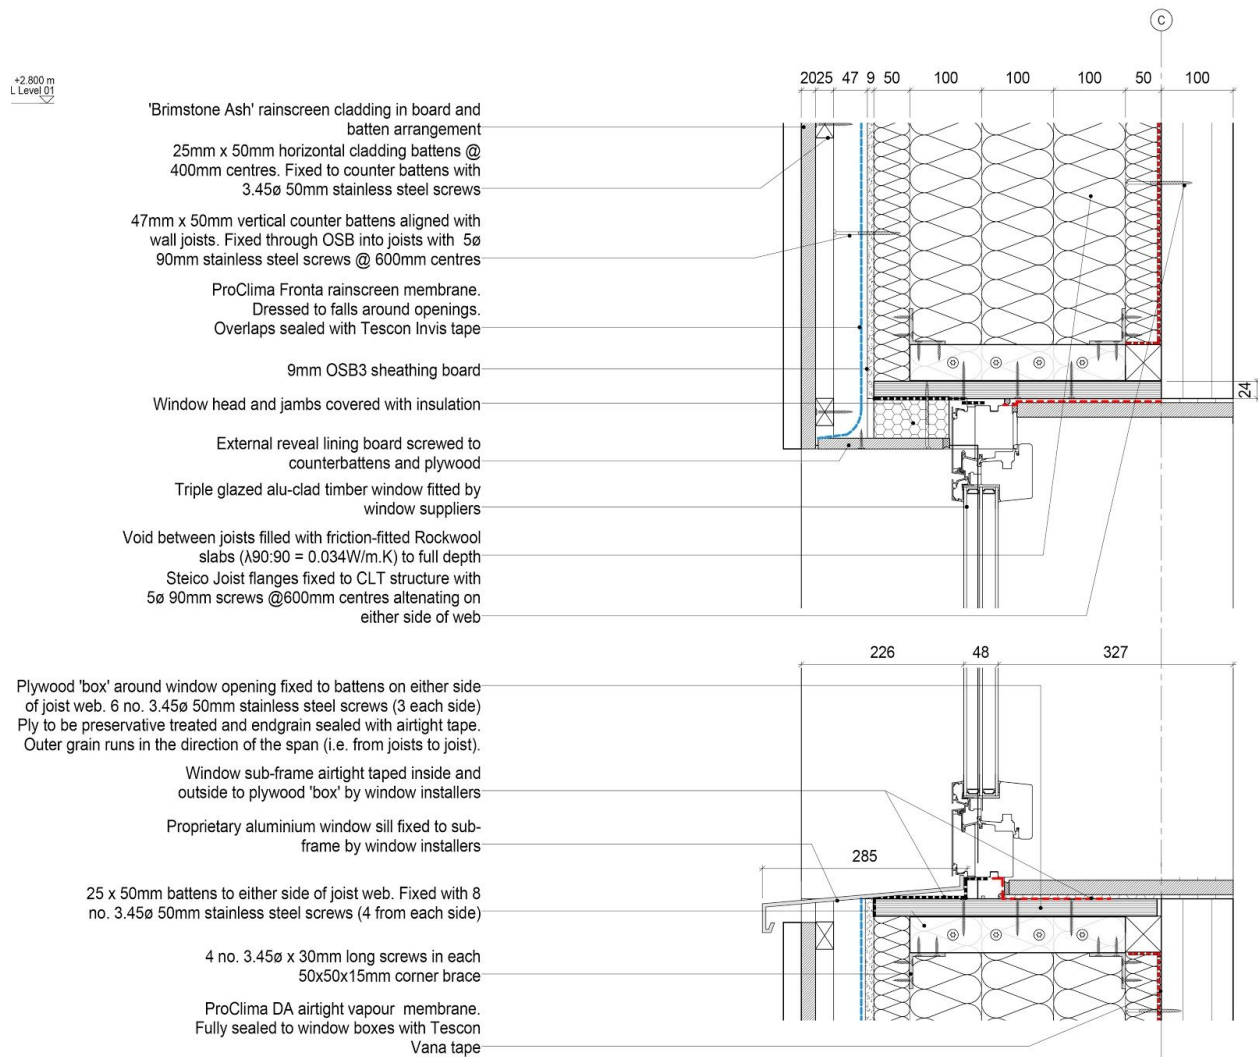 C
+2.800 m
L Level 01
2025 47 9 50 100 100 100 50 100
'Brimstone Ash' rainscreen cladding in board and
batten arrangement
25mm x 50mm horizontal cladding battens @
400mm centres. Fixed to counter battens with
3.45ø 50mm stainless steel screws
47mm x 50mm vertical counter battens aligned with
wall joists. Fixed through OSB into joists with 5ø
90mm stainless steel screws @ 600mm centres
ProClima Fronta rainscreen membrane.
Dressed to falls around openings.
Overlaps sealed with Tescon Invis tape
9mm OSB3 sheathing board
24
Window head and jambs covered with insulation
External reveal lining board screwed to
counterbattens and plywood
Triple glazed alu-clad timber window fitted by
window suppliers
Void between joists filled with friction-fitted Rockwool
slabs (λ90:90 = 0.034W/m.K) to full depth
Steico Joist flanges fixed to CLT structure with
5ø 90mm screws @600mm centres altenating on
either side of web
226 48 327
Plywood 'box' around window opening fixed to battens on either side
of joist web. 6 no. 3.45ø 50mm stainless steel screws (3 each side)
Ply to be preservative treated and endgrain sealed with airtight tape.
Outer grain runs in the direction of the span (i.e. from joists to joist).
Window sub-frame airtight taped inside and
outside to plywood 'box' by window installers
Proprietary aluminium window sill fixed to sub-
frame by window installers
285
25 x 50mm battens to either side of joist web. Fixed with 8
no. 3.45ø 50mm stainless steel screws (4 from each side)
4 no. 3.45ø x 30mm long screws in each
50x50x15mm corner brace
ProClima DA airtight vapour membrane.
Fully sealed to window boxes with Tescon
Vana tape